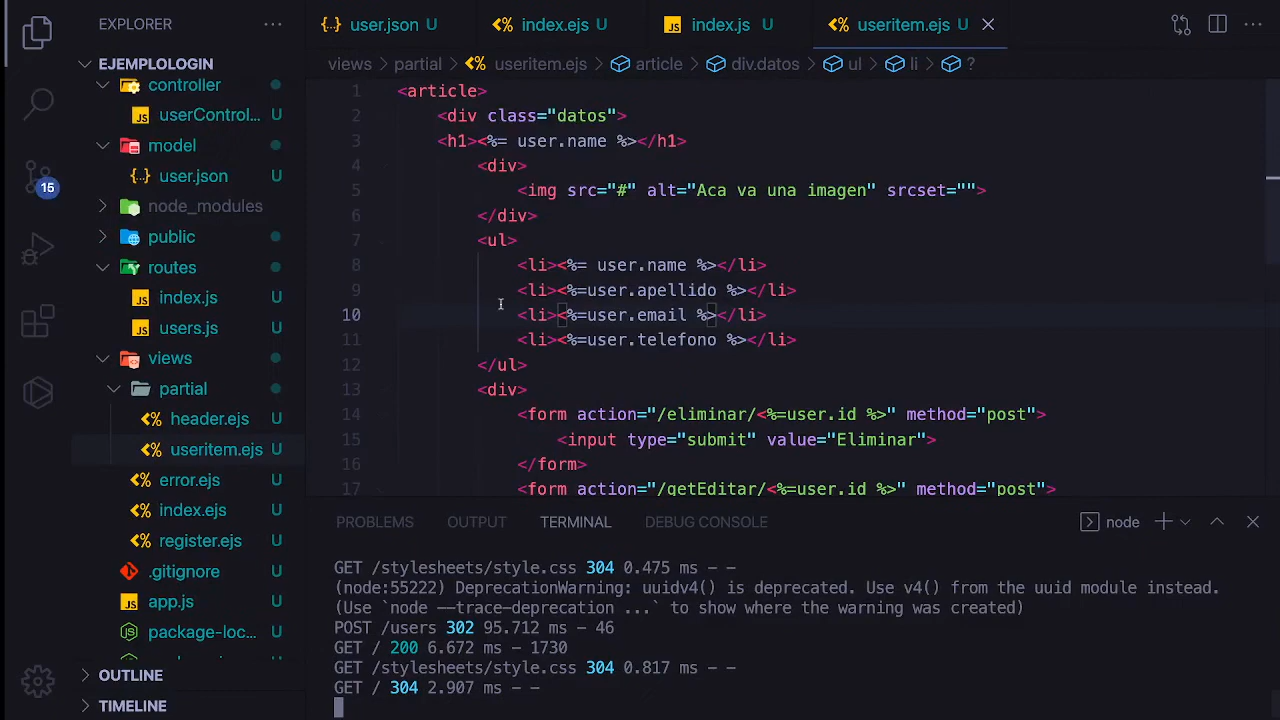 EXPLORER
user.json U
index.ejs U
index.js U
useritem.ejs U
EJEMPLOLOGIN
controller
userControl... U
model
user.json U
node_modules
public
routes
index.js U
users.js U
views
partial
header.ejs U
useritem.ejs U
error.ejs U
index.ejs U
register.ejs U
.gitignore U
app.js U
package-loc... U
OUTLINE
TIMELINE
15
views partial useritem.ejs article div.datos ul li ?
1 <article>
2 <div class="datos">
3 <h1><%= user.name %></h1>
4 <div>
5 <img src="#" alt="Aca va una imagen" srcset="">
6 </div>
7 <ul>
8 <li><%= user.name %></li>
9 <li><%=user.apellido %></li>
10 <li><%=user.email %></li>
11 <li><%=user.telefono %></li>
12 </ul>
13 <div>
14 <form action="/eliminar/<%=user.id %>" method="post">
15 <input type="submit" value="Eliminar">
16 </form>
17 <form action="/getEditar/<%=user.id %>" method="post">
PROBLEMS OUTPUT TERMINAL DEBUG CONSOLE node
GET /stylesheets/style.css 304 0.475 ms - -
(node:55222) DeprecationWarning: uuidv4() is deprecated. Use v4() from the uuid module instead.
(Use `node --trace-deprecation ...` to show where the warning was created)
POST /users 302 95.712 ms - 46
GET / 200 6.672 ms - 1730
GET /stylesheets/style.css 304 0.817 ms - -
GET / 304 2.907 ms - -